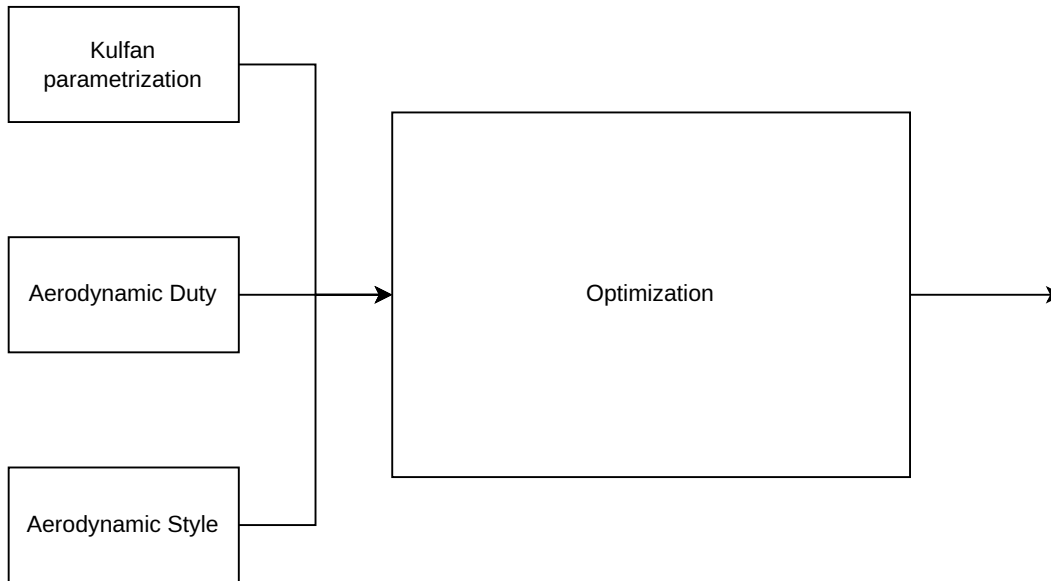 Kulfan
parametrization
Aerodynamic Duty
Optimization
Aerodynamic Style